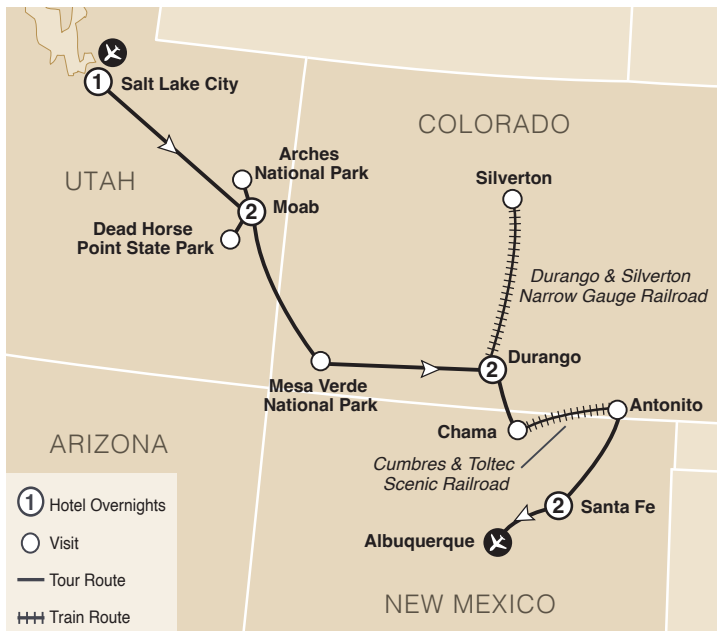 1
Salt Lake City
COLORADO
Arches
National Park
Silverton
UTAH
2
Moab
Dead Horse
Point State Park
Durango & Silverton
Narrow Gauge Railroad
2
Durango
Mesa Verde
National Park
Antonito
Chama
ARIZONA
Cumbres & Toltec
Scenic Railroad
1
Hotel Overnights
2
Santa Fe
Visit
Albuquerque
Tour Route
NEW MEXICO
Train Route